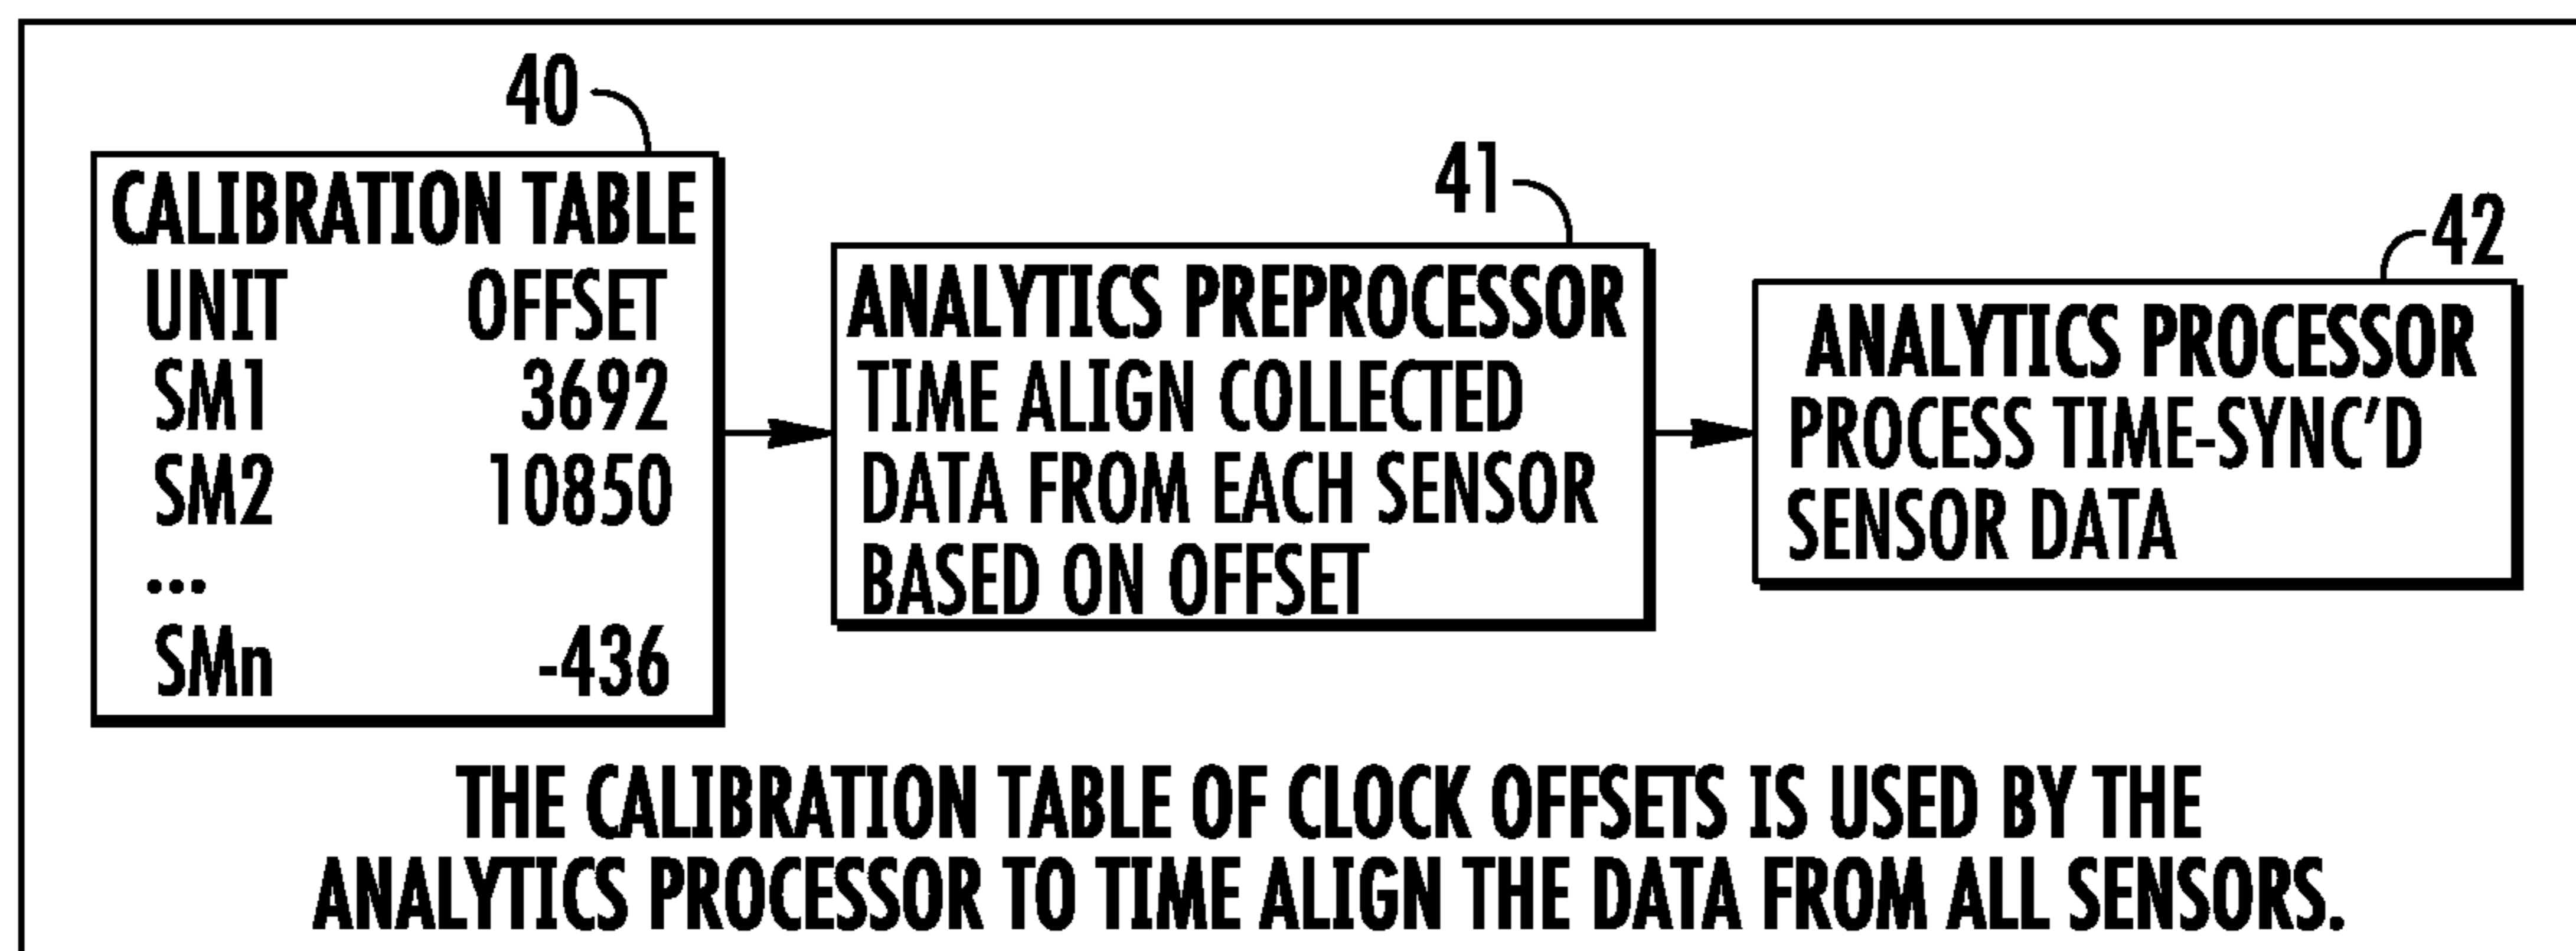 40
CALIBRATION TABLE
UNIT OFFSET
SM1 3692
SM2 10850
...
SMn -436
41
ANALYTICS PREPROCESSOR
TIME ALIGN COLLECTED
DATA FROM EACH SENSOR
BASED ON OFFSET
42
ANALYTICS PROCESSOR
PROCESS TIME-SYNC'D
SENSOR DATA
THE CALIBRATION TABLE OF CLOCK OFFSETS IS USED BY THE
ANALYTICS PROCESSOR TO TIME ALIGN THE DATA FROM ALL SENSORS.